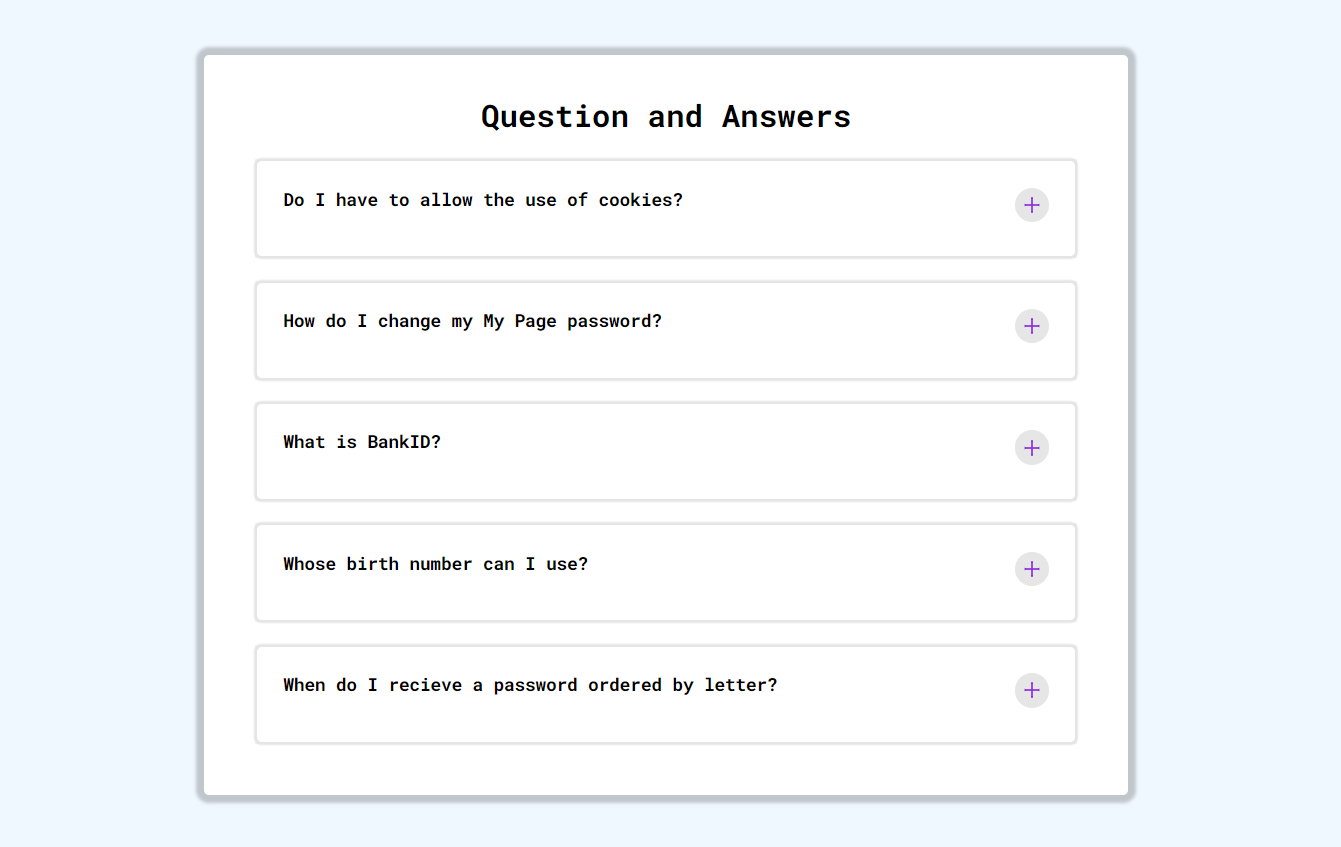 Question and Answers
Do I have to allow the use of cookies?
How do I change my My Page password?
What is BankID?
Whose birth number can I use?
When do I recieve a password ordered by letter?